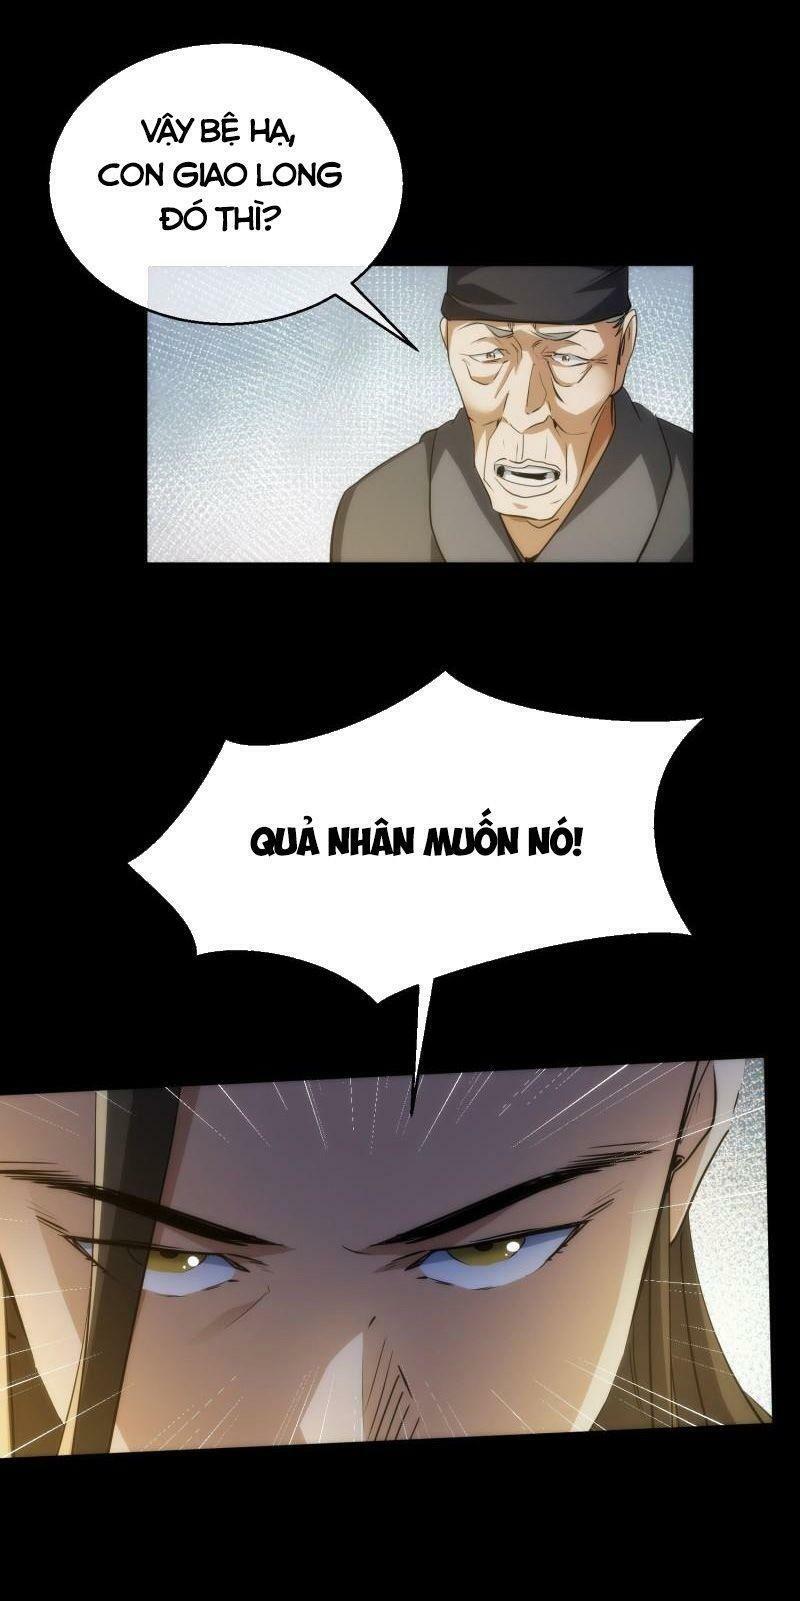 VẬY BỆ HẠ,
CON GIAO LONG
ĐÓ THÌ?
QUẢ NHÂN MUỐN NÓ!